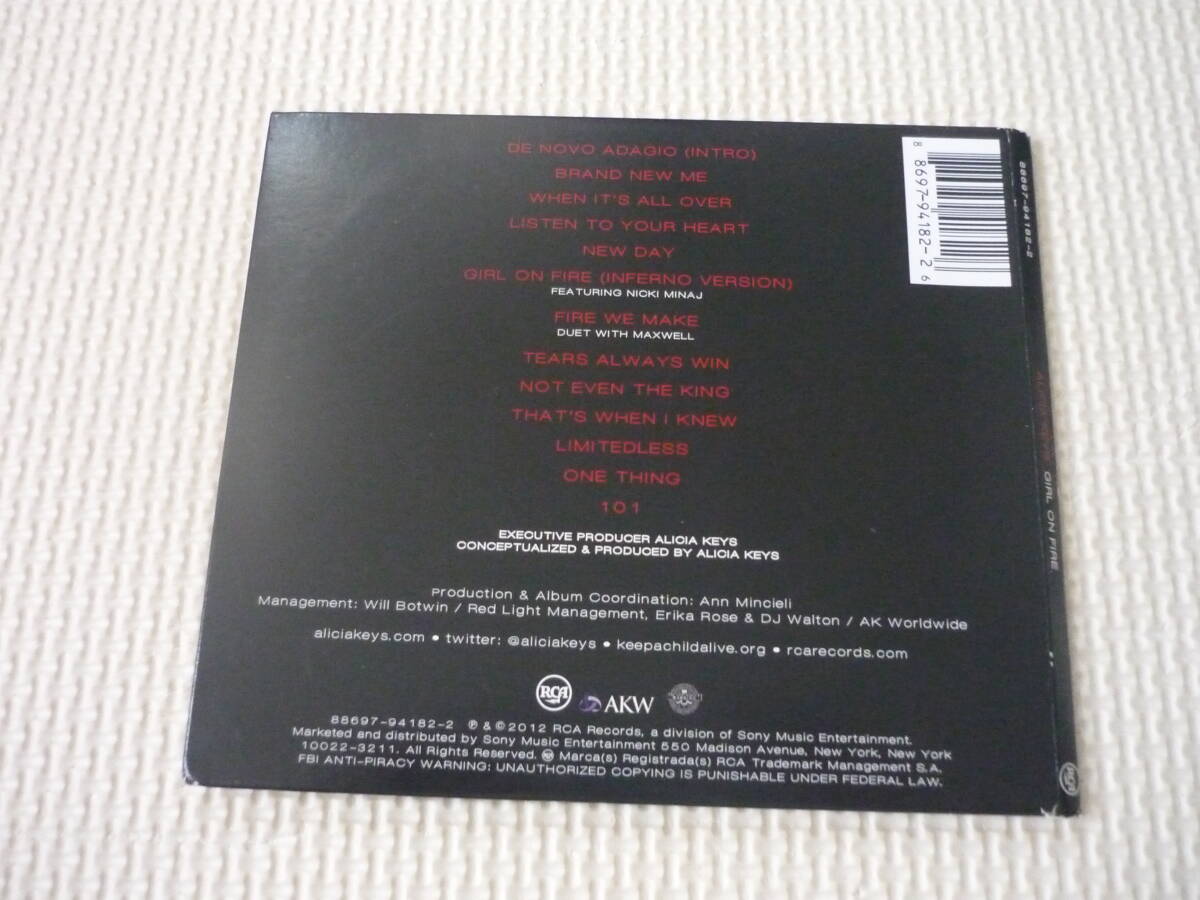 DE NOVO ADAGIO (INTRO)
BRAND NEW ME
WHEN IT'S ALL OVER
LISTEN TO YOUR HEART
NEW DAY
GIRL ON FIRE (INFERNO VERSION)
FEATURING NICKI MINAJ
FIRE WE MAKE
DUET WITH MAXWELL
TEARS ALWAYS WIN
NOT EVEN THE KING
THAT'S WHEN I KNEW
LIMITEDLESS
ONE THING
101
EXECUTIVE PRODUCER ALICIA KEYS
CONCEPTUALIZED & PRODUCED BY ALICIA KEYS
Production & Album Coordination: Ann Mincieli
Management: Will Botwin / Red Light Management, Erika Rose & DJ Walton / AK Worldwide
aliciakeys.com • twitter: @aliciakeys • keepachildalive.org • rcarecords.com
RCA AKW
88697-94182-2 ℗ & © 2012 RCA Records, a division of Sony Music Entertainment.
Marketed and distributed by Sony Music Entertainment 550 Madison Avenue, New York, New York
10022-3211. All Rights Reserved. Marca(s) Registrada(s) RCA Trademark Management S.A.
FBI ANTI-PIRACY WARNING: UNAUTHORIZED COPYING IS PUNISHABLE UNDER FEDERAL LAW.
8 8697-94182-2 6
88697-94182-2
ALICIA KEYS GIRL ON FIRE.
RCA